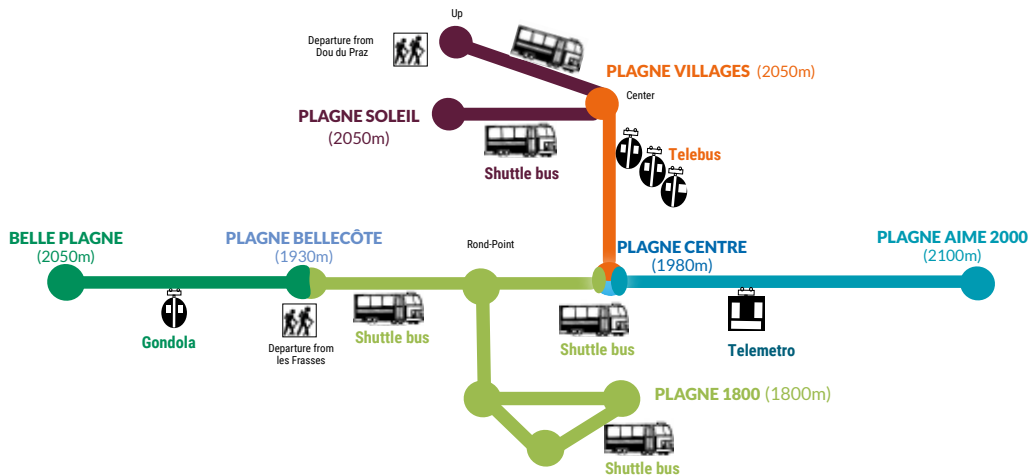 Up
Departure from
Dou du Praz
PLAGNE VILLAGES (2050m)
Center
PLAGNE SOLEIL
(2050m)
Shuttle bus
Telebus
BELLE PLAGNE
(2050m)
PLAGNE BELLECÔTE
(1930m)
Rond-Point
PLAGNE CENTRE
(1980m)
PLAGNE AIME 2000
(2100m)
Gondola
Departure from
les Frasses
Shuttle bus
Shuttle bus
Telemetro
PLAGNE 1800 (1800m)
Shuttle bus